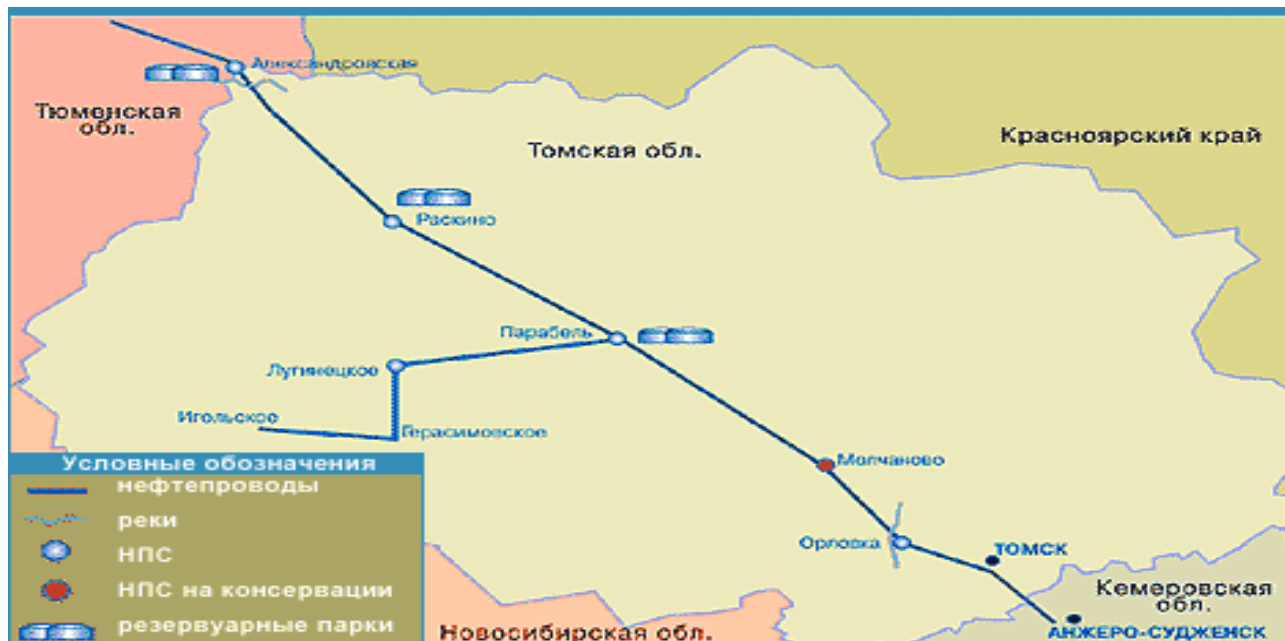 Александровская
Тюменская
обл.
Томская обл.
Красноярский край
Раскино
Парабель
Лугинецкое
Игольское
Герасимовское
Молчаново
Орловка
ТОМСК
Кемеровская
обл.
АНЖЕРО-СУДЖЕНСК
Новосибирская обл.
Условные обозначения
нефтепроводы
реки
НПС
НПС на консервации
резервуарные парки